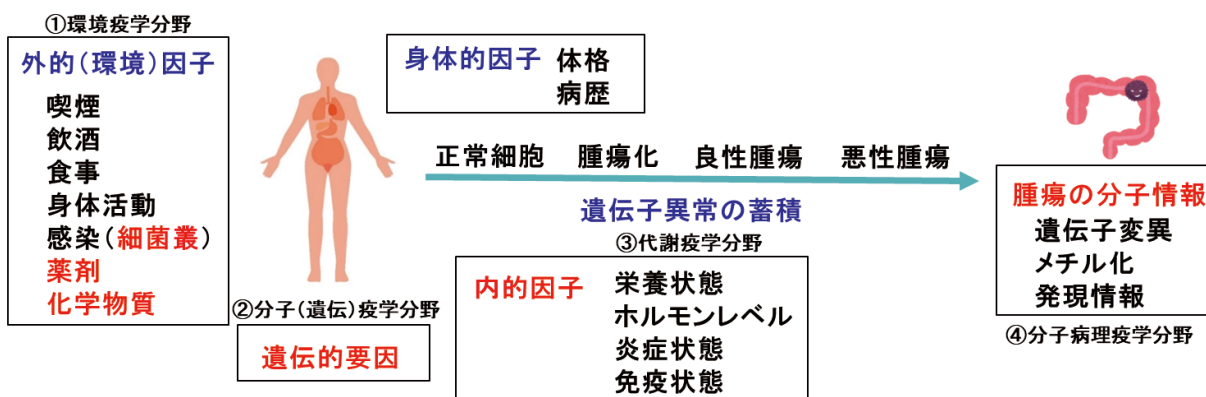 ①環境疫学分野
外的(環境)因子
喫煙
飲酒
食事
身体活動
感染(細菌叢)
薬剤
化学物質
②分子(遺伝)疫学分野
遺伝的要因
身体的因子 体格
病歴
正常細胞 腫瘍化 良性腫瘍 悪性腫瘍
遺伝子異常の蓄積
③代謝疫学分野
内的因子 栄養状態
ホルモンレベル
炎症状態
免疫状態
腫瘍の分子情報
遺伝子変異
メチル化
発現情報
④分子病理疫学分野